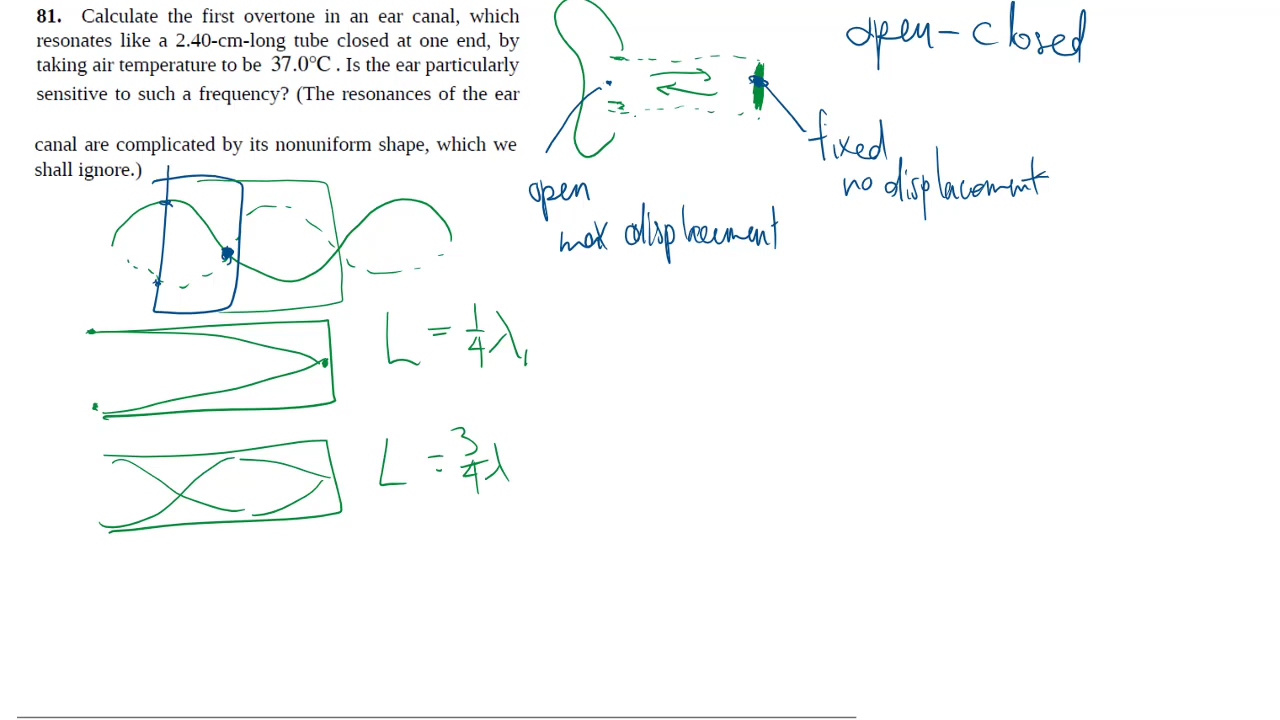 81. Calculate the first overtone in an ear canal, which
resonates like a 2.40-cm-long tube closed at one end, by
taking air temperature to be 37.0°C . Is the ear particularly
sensitive to such a frequency? (The resonances of the ear
canal are complicated by its nonuniform shape, which we
shall ignore.)
open-closed
fixed
no displacement
open
max displacement
L = 1/4 λ₁
L = 3/4 λ